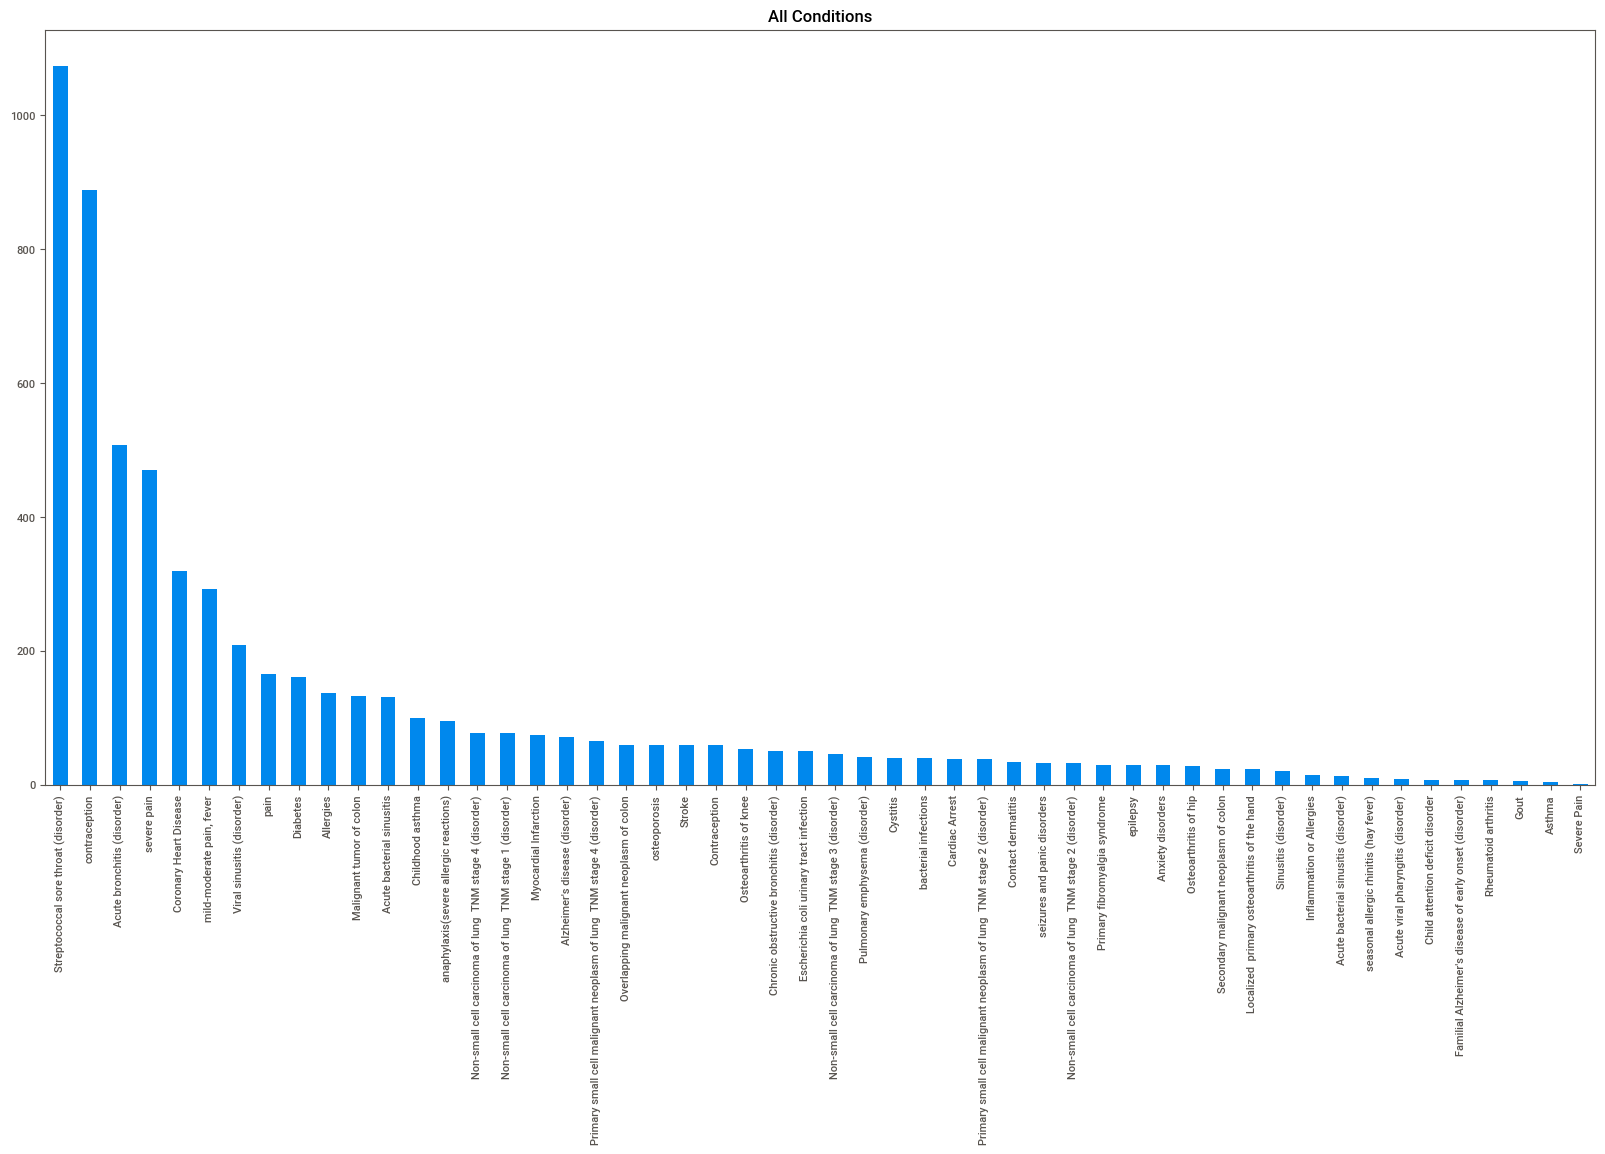 All Conditions
1000
800
600
400
200
0
Streptococcal sore throat (disorder)
contraception
Acute bronchitis (disorder)
severe pain
Coronary Heart Disease
mild-moderate pain, fever
Viral sinusitis (disorder)
pain
Diabetes
Allergies
Malignant tumor of colon
Acute bacterial sinusitis
Childhood asthma
anaphylaxis(severe allergic reactions)
Non-small cell carcinoma of lung  TNM stage 4 (disorder)
Non-small cell carcinoma of lung  TNM stage 1 (disorder)
Myocardial Infarction
Alzheimer's disease (disorder)
Primary small cell malignant neoplasm of lung  TNM stage 4 (disorder)
Overlapping malignant neoplasm of colon
osteoporosis
Stroke
Contraception
Osteoarthritis of knee
Chronic obstructive bronchitis (disorder)
Escherichia coli urinary tract infection
Non-small cell carcinoma of lung  TNM stage 3 (disorder)
Pulmonary emphysema (disorder)
Cystitis
bacterial infections
Cardiac Arrest
Primary small cell malignant neoplasm of lung  TNM stage 2 (disorder)
Contact dermatitis
seizures and panic disorders
Non-small cell carcinoma of lung  TNM stage 2 (disorder)
Primary fibromyalgia syndrome
epilepsy
Anxiety disorders
Osteoarthritis of hip
Secondary malignant neoplasm of colon
Localized  primary osteoarthritis of the hand
Sinusitis (disorder)
Inflammation or Allergies
Acute bacterial sinusitis (disorder)
seasonal allergic rhinitis (hay fever)
Acute viral pharyngitis (disorder)
Child attention deficit disorder
Familial Alzheimer's disease of early onset (disorder)
Rheumatoid arthritis
Gout
Asthma
Severe Pain